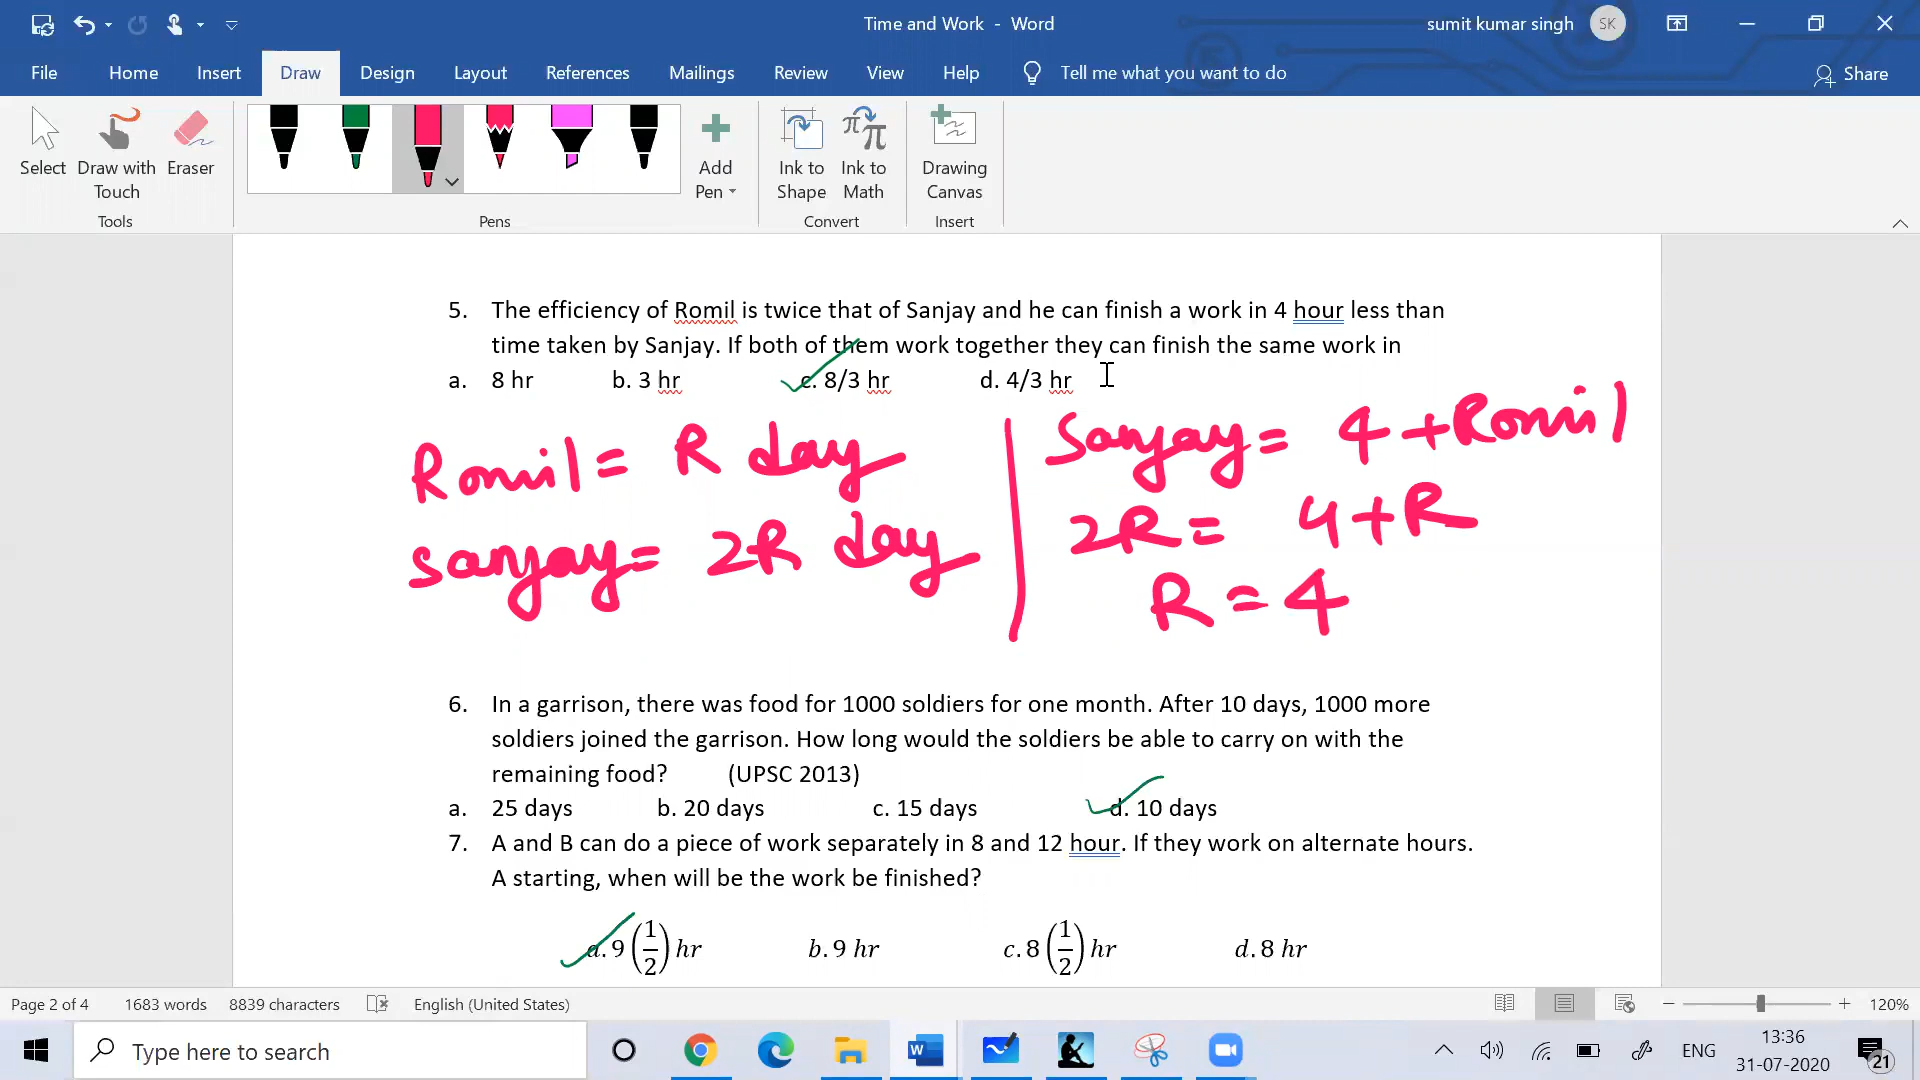 Time and Work - Word
sumit kumar singh
SK
File Home Insert Draw Design Layout References Mailings Review View Help Tell me what you want to do
Share
Select
Draw with Touch
Eraser
Add Pen
Ink to Shape
Ink to Math
Drawing Canvas
Tools
Pens
Convert
Insert
5. The efficiency of Romil is twice that of Sanjay and he can finish a work in 4 hour less than
time taken by Sanjay. If both of them work together they can finish the same work in
a. 8 hr b. 3 hr c. 8/3 hr d. 4/3 hr
Romil = R day
Sanjay = 2R day
Sanjay = 4 + Romil
2R = 4 + R
R = 4
6. In a garrison, there was food for 1000 soldiers for one month. After 10 days, 1000 more
soldiers joined the garrison. How long would the soldiers be able to carry on with the
remaining food? (UPSC 2013)
a. 25 days b. 20 days c. 15 days d. 10 days
7. A and B can do a piece of work separately in 8 and 12 hour. If they work on alternate hours.
A starting, when will be the work be finished?
a. 9 (1/2) hr b. 9 hr c. 8 (1/2) hr d. 8 hr
Page 2 of 4 1683 words 8839 characters English (United States) 120%
Type here to search
ENG
13:36
31-07-2020
21